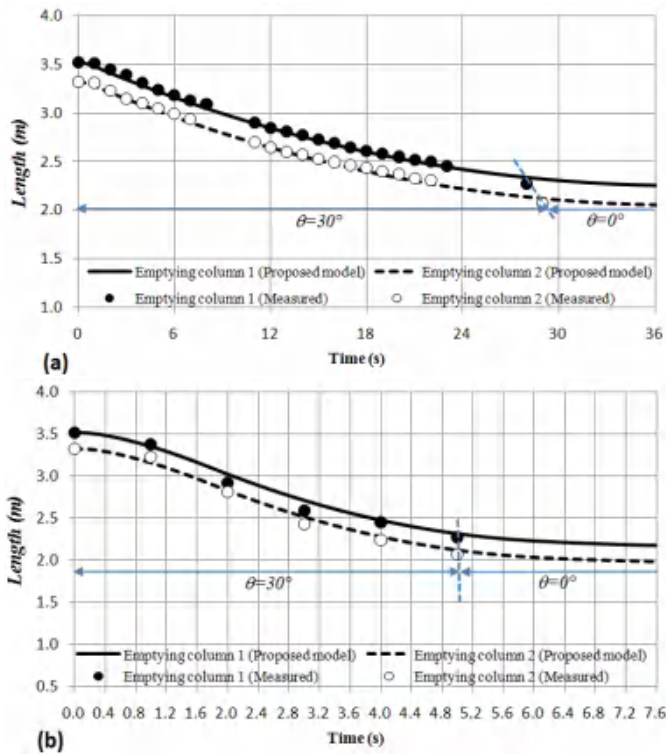 4.0
3.5
3.0
2.5
2.0
1.5
1.0
Length (m)
θ=30°
θ=0°
Emptying column 1 (Proposed model)
Emptying column 2 (Proposed model)
Emptying column 1 (Measured)
Emptying column 2 (Measured)
0 6 12 18 24 30 36
(a)
Time (s)
4.0
3.5
3.0
2.5
2.0
1.5
1.0
0.5
Length (m)
θ=30°
θ=0°
Emptying column 1 (Proposed model)
Emptying column 2 (Proposed model)
Emptying column 1 (Measured)
Emptying column 2 (Measured)
0.0 0.4 0.8 1.2 1.6 2.0 2.4 2.8 3.2 3.6 4.0 4.4 4.8 5.2 5.6 6.0 6.4 6.8 7.2 7.6
(b)
Time (s)